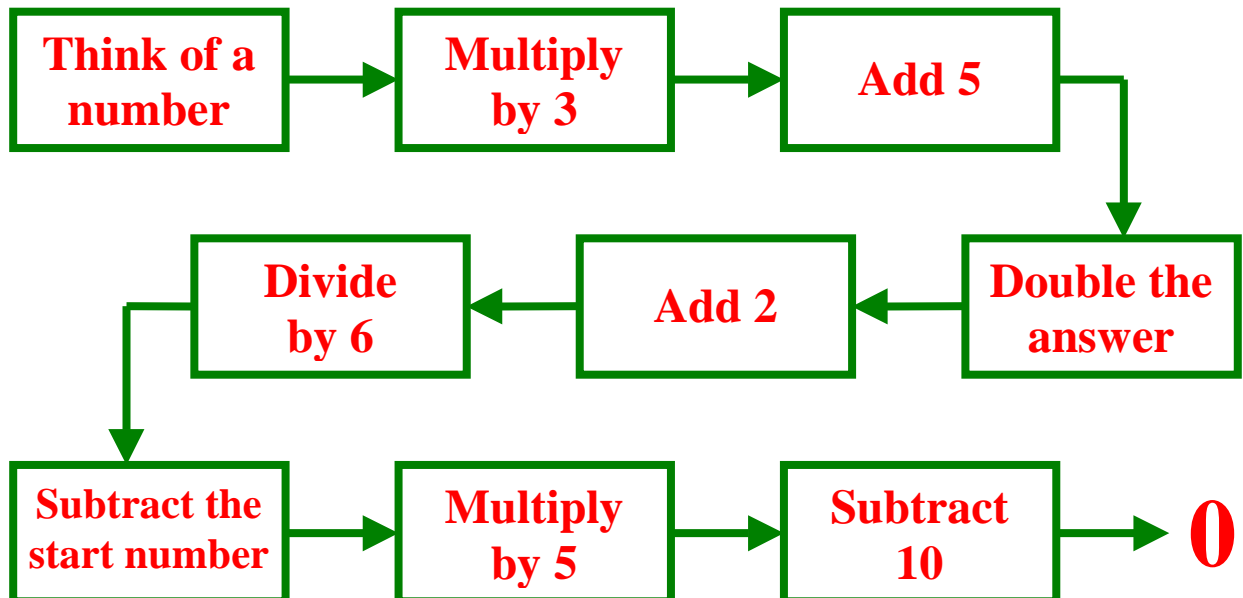 Think of a
number
Multiply
by 3
Add 5
Double the
answer
Add 2
Divide
by 6
Subtract the
start number
Multiply
by 5
Subtract
10
0